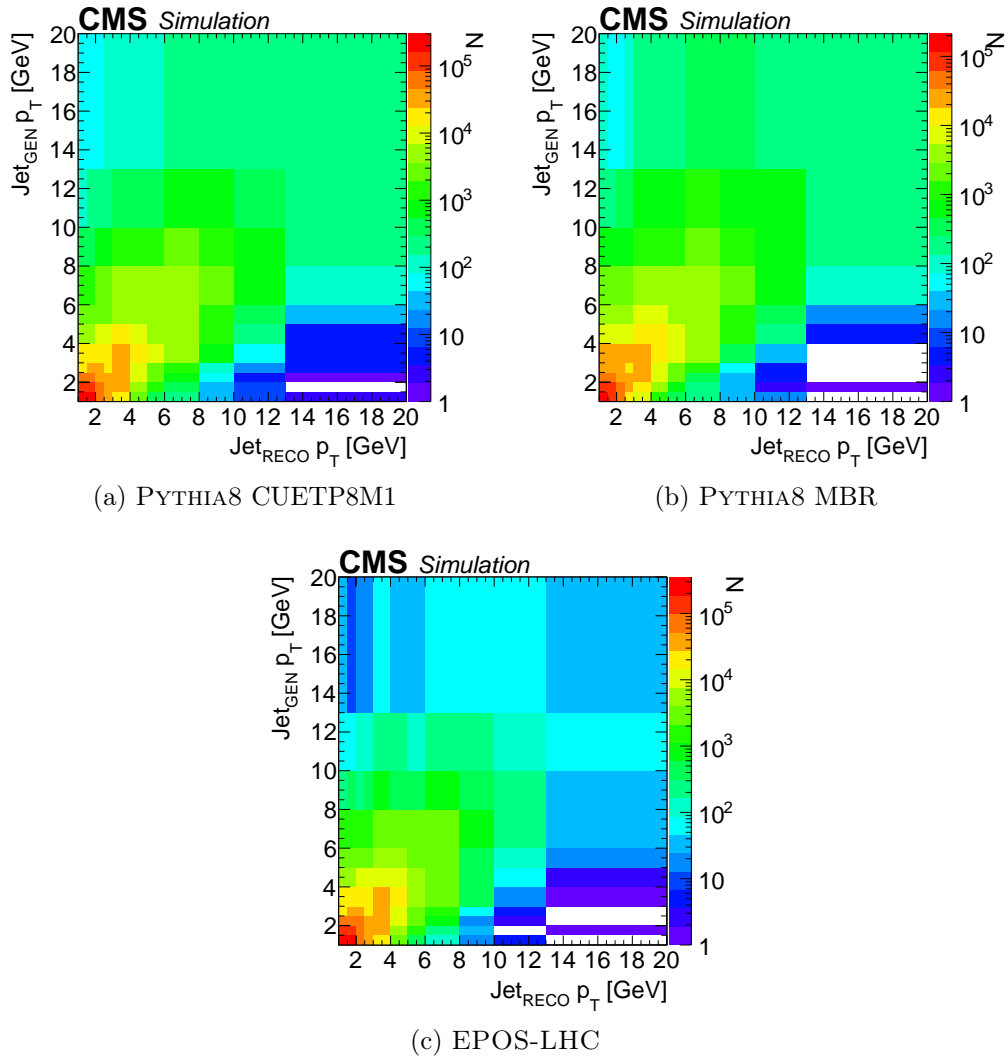 CMS Simulation
20
18
16
14
12
10
8
6
4
2
Jet_GEN p_T [GeV]
2 4 6 8 10 12 14 16 18 20
Jet_RECO p_T [GeV]
N
10^5
10^4
10^3
10^2
10
1
(a) PYTHIA8 CUETP8M1
CMS Simulation
20
18
16
14
12
10
8
6
4
2
Jet_GEN p_T [GeV]
2 4 6 8 10 12 14 16 18 20
Jet_RECO p_T [GeV]
N
10^5
10^4
10^3
10^2
10
1
(b) PYTHIA8 MBR
CMS Simulation
20
18
16
14
12
10
8
6
4
2
Jet_GEN p_T [GeV]
2 4 6 8 10 12 14 16 18 20
Jet_RECO p_T [GeV]
N
10^5
10^4
10^3
10^2
10
1
(c) EPOS-LHC